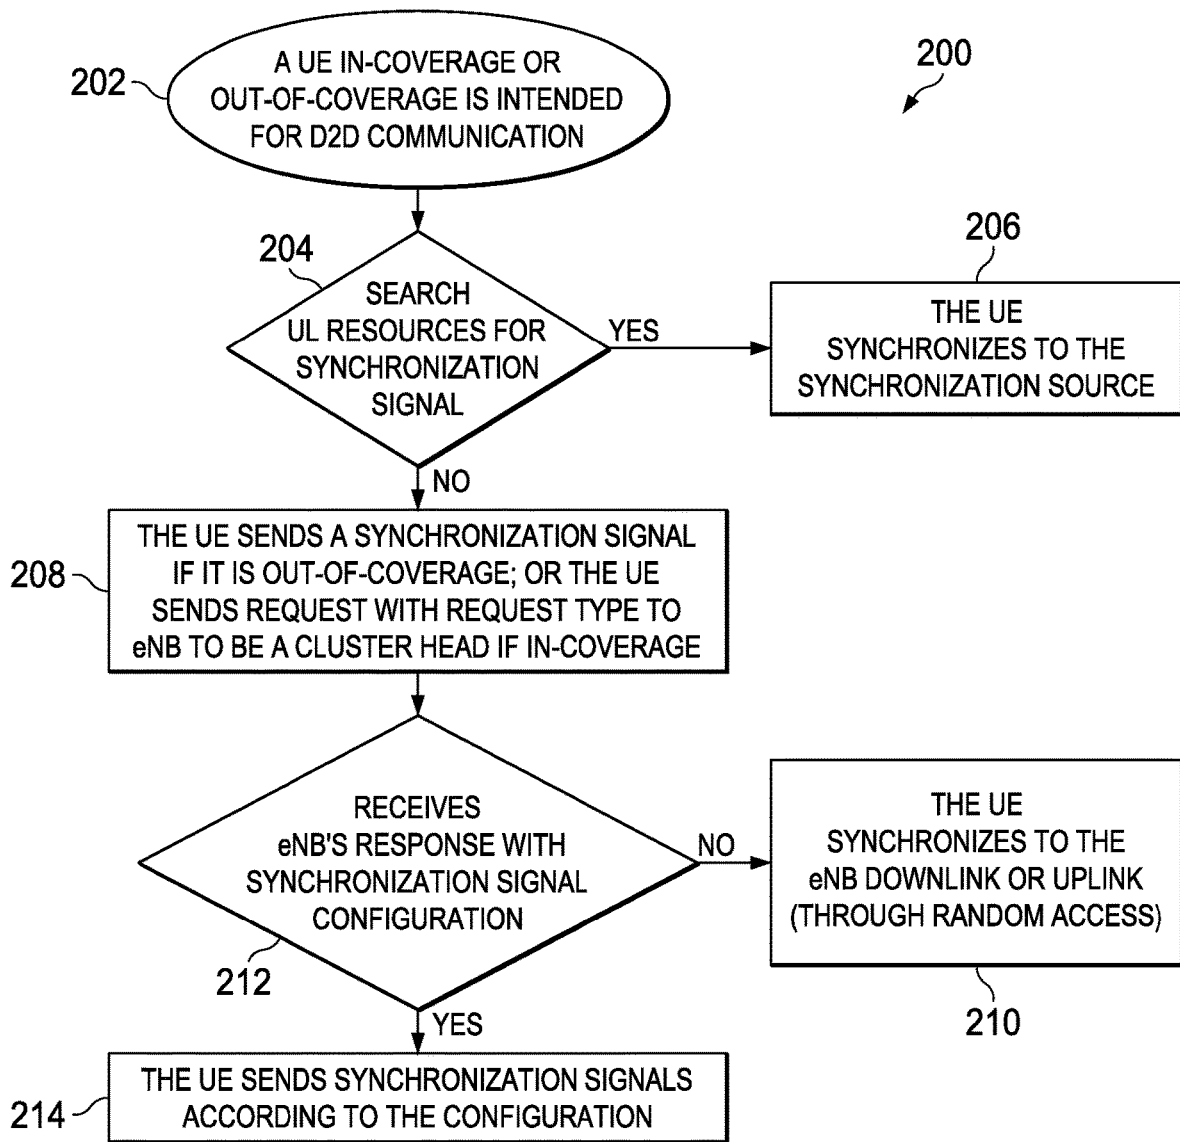 200
202
A UE IN-COVERAGE OR
OUT-OF-COVERAGE IS INTENDED
FOR D2D COMMUNICATION
204
SEARCH
UL RESOURCES FOR
SYNCHRONIZATION
SIGNAL
YES
206
THE UE
SYNCHRONIZES TO THE
SYNCHRONIZATION SOURCE
NO
208
THE UE SENDS A SYNCHRONIZATION SIGNAL
IF IT IS OUT-OF-COVERAGE; OR THE UE
SENDS REQUEST WITH REQUEST TYPE TO
eNB TO BE A CLUSTER HEAD IF IN-COVERAGE
RECEIVES
eNB'S RESPONSE WITH
SYNCHRONIZATION SIGNAL
CONFIGURATION
212
NO
THE UE
SYNCHRONIZES TO THE
eNB DOWNLINK OR UPLINK
(THROUGH RANDOM ACCESS)
210
YES
214
THE UE SENDS SYNCHRONIZATION SIGNALS
ACCORDING TO THE CONFIGURATION